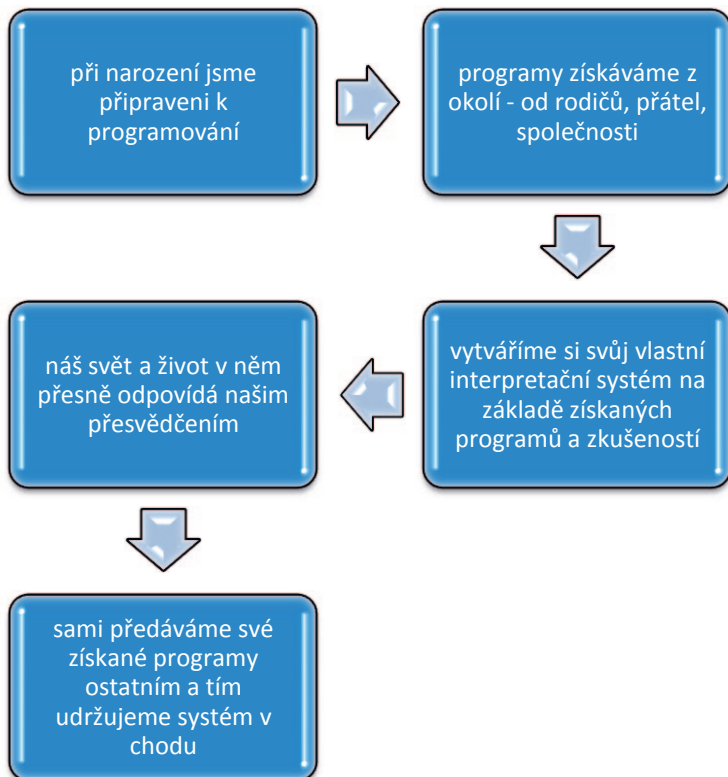 při narození jsme
připraveni k
programování
programy získáváme z
okolí - od rodičů, přátel,
společnosti
vytváříme si svůj vlastní
interpretační systém na
základě získaných
programů a zkušeností
náš svět a život v něm
přesně odpovídá našim
přesvědčením
sami předáváme své
získané programy
ostatním a tím
udržujeme systém v
chodu